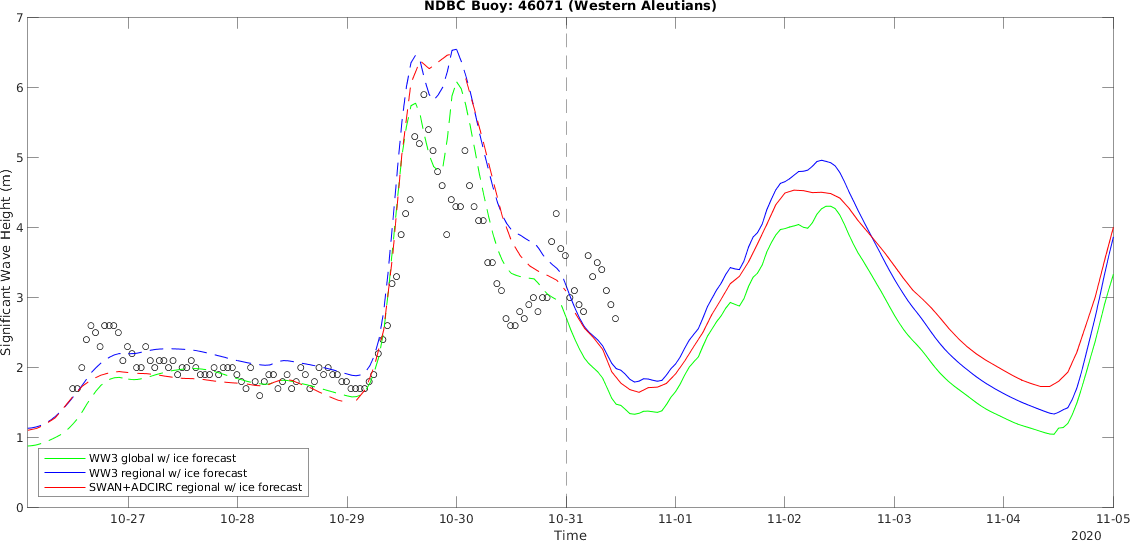 NDBC Buoy: 46071 (Western Aleutians)
7
6
5
4
3
2
1
0
Significant Wave Height (m)
WW3 global w/ ice forecast
WW3 regional w/ ice forecast
SWAN+ADCIRC regional w/ ice forecast
10-27 10-28 10-29 10-30 10-31 11-01 11-02 11-03 11-04 11-05
Time
2020